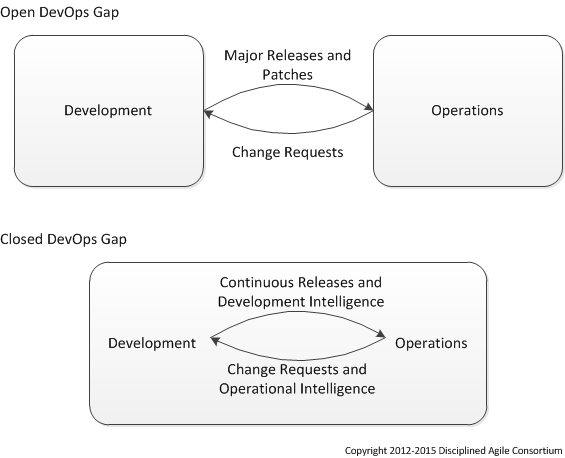 Open DevOps Gap
Major Releases and
Patches
Development
Operations
Change Requests
Closed DevOps Gap
Continuous Releases and
Development Intelligence
Development
Operations
Change Requests and
Operational Intelligence
Copyright 2012-2015 Disciplined Agile Consortium